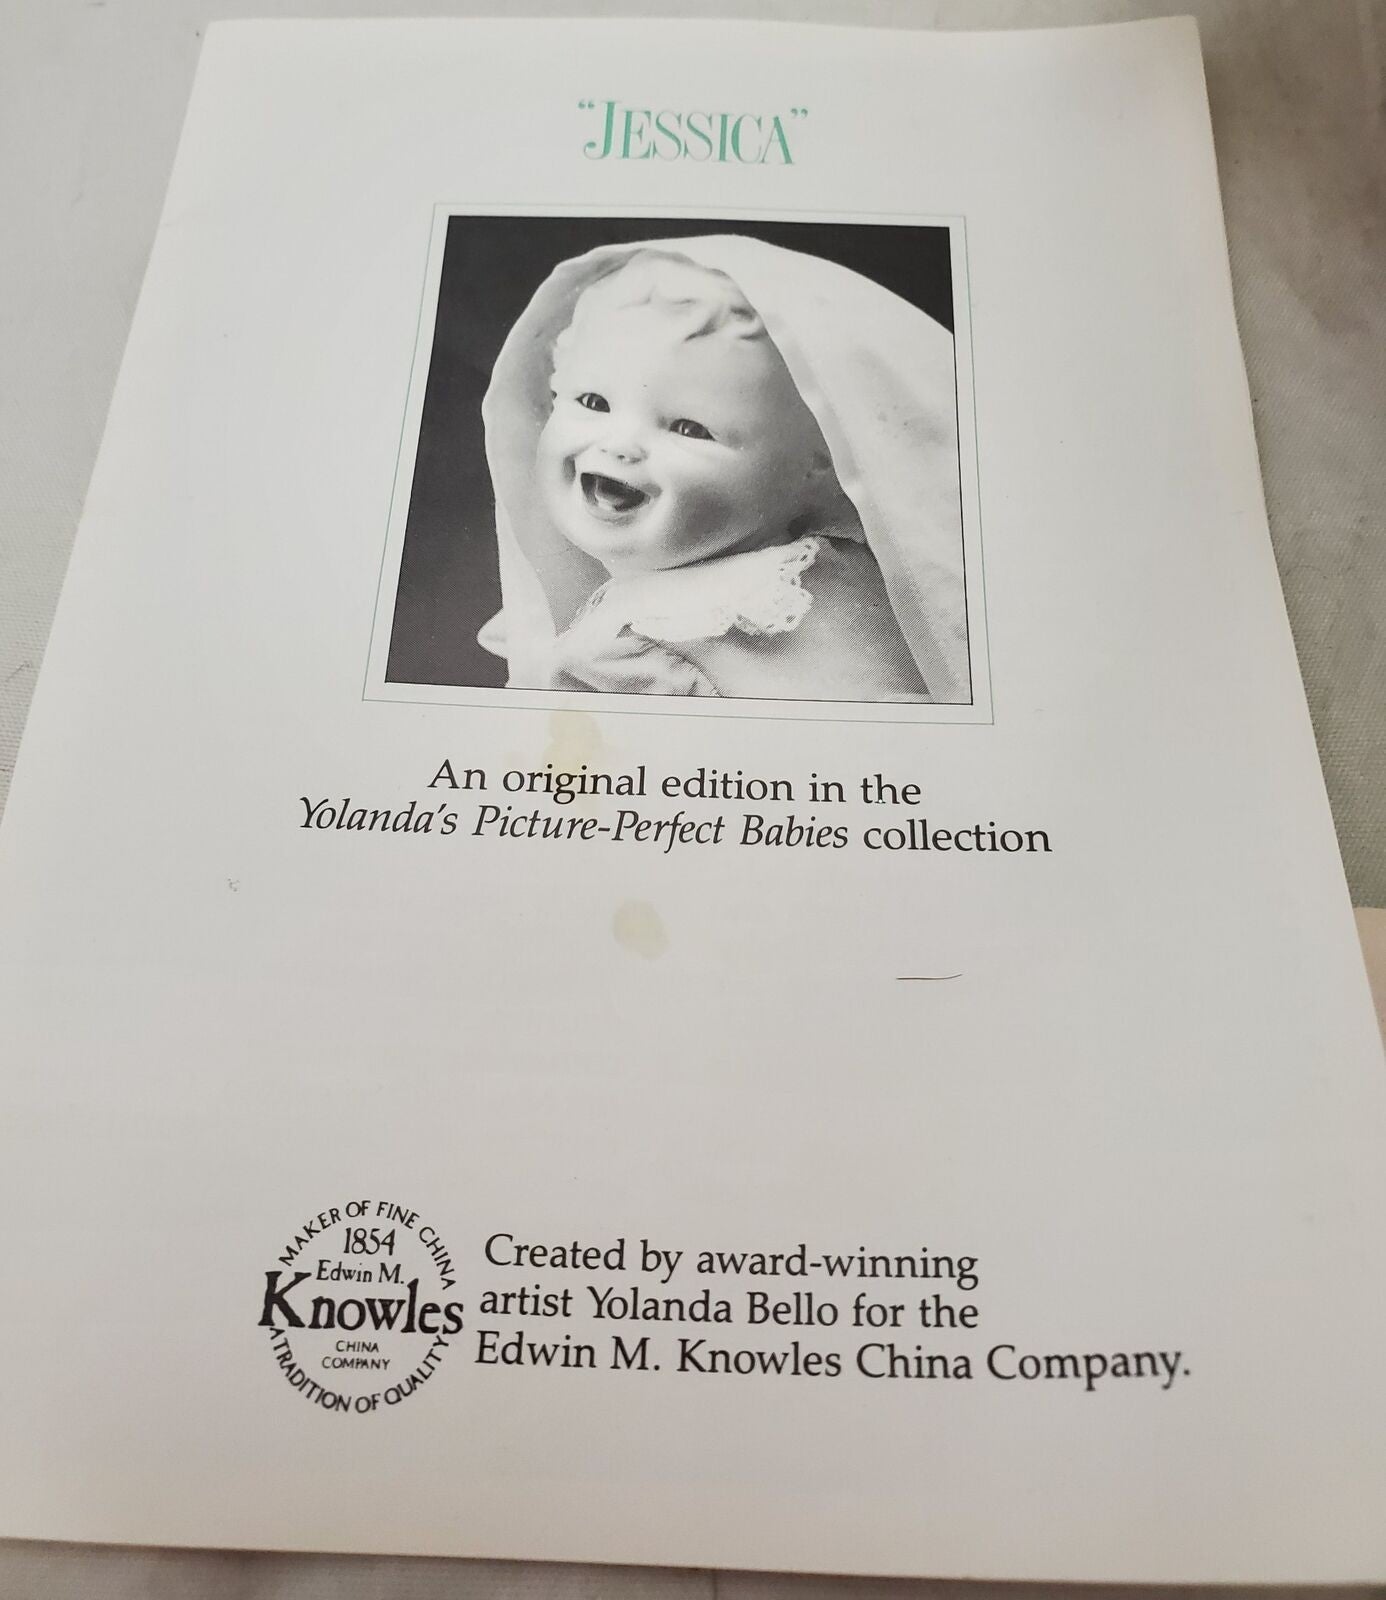 "JESSICA"
An original edition in the
Yolanda's Picture-Perfect Babies collection
MAKER OF FINE CHINA
1854
Edwin M.
Knowles
CHINA
COMPANY
A TRADITION OF QUALITY
Created by award-winning
artist Yolanda Bello for the
Edwin M. Knowles China Company.